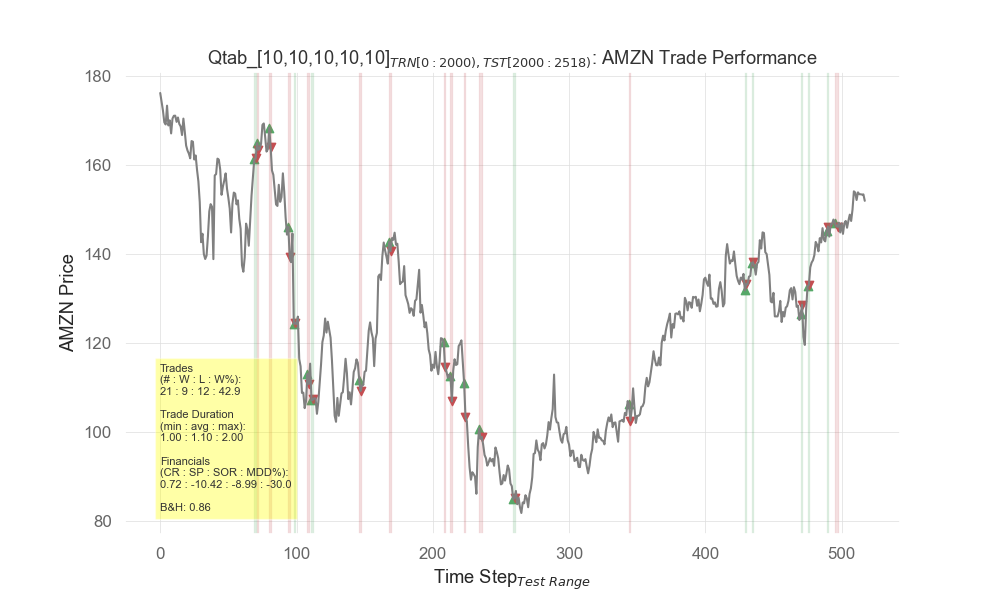 Qtab_[10,10,10,10,10]TRN[0 : 2000), TST[2000 : 2518): AMZN Trade Performance
180
160
140
120
100
80
AMZN Price
Trades
(# : W : L : W%):
21 : 9 : 12 : 42.9
Trade Duration
(min : avg : max):
1.00 : 1.10 : 2.00
Financials
(CR : SP : SOR : MDD%):
0.72 : -10.42 : -8.99 : -30.0
B&H: 0.86
0 100 200 300 400 500
Time StepTest Range